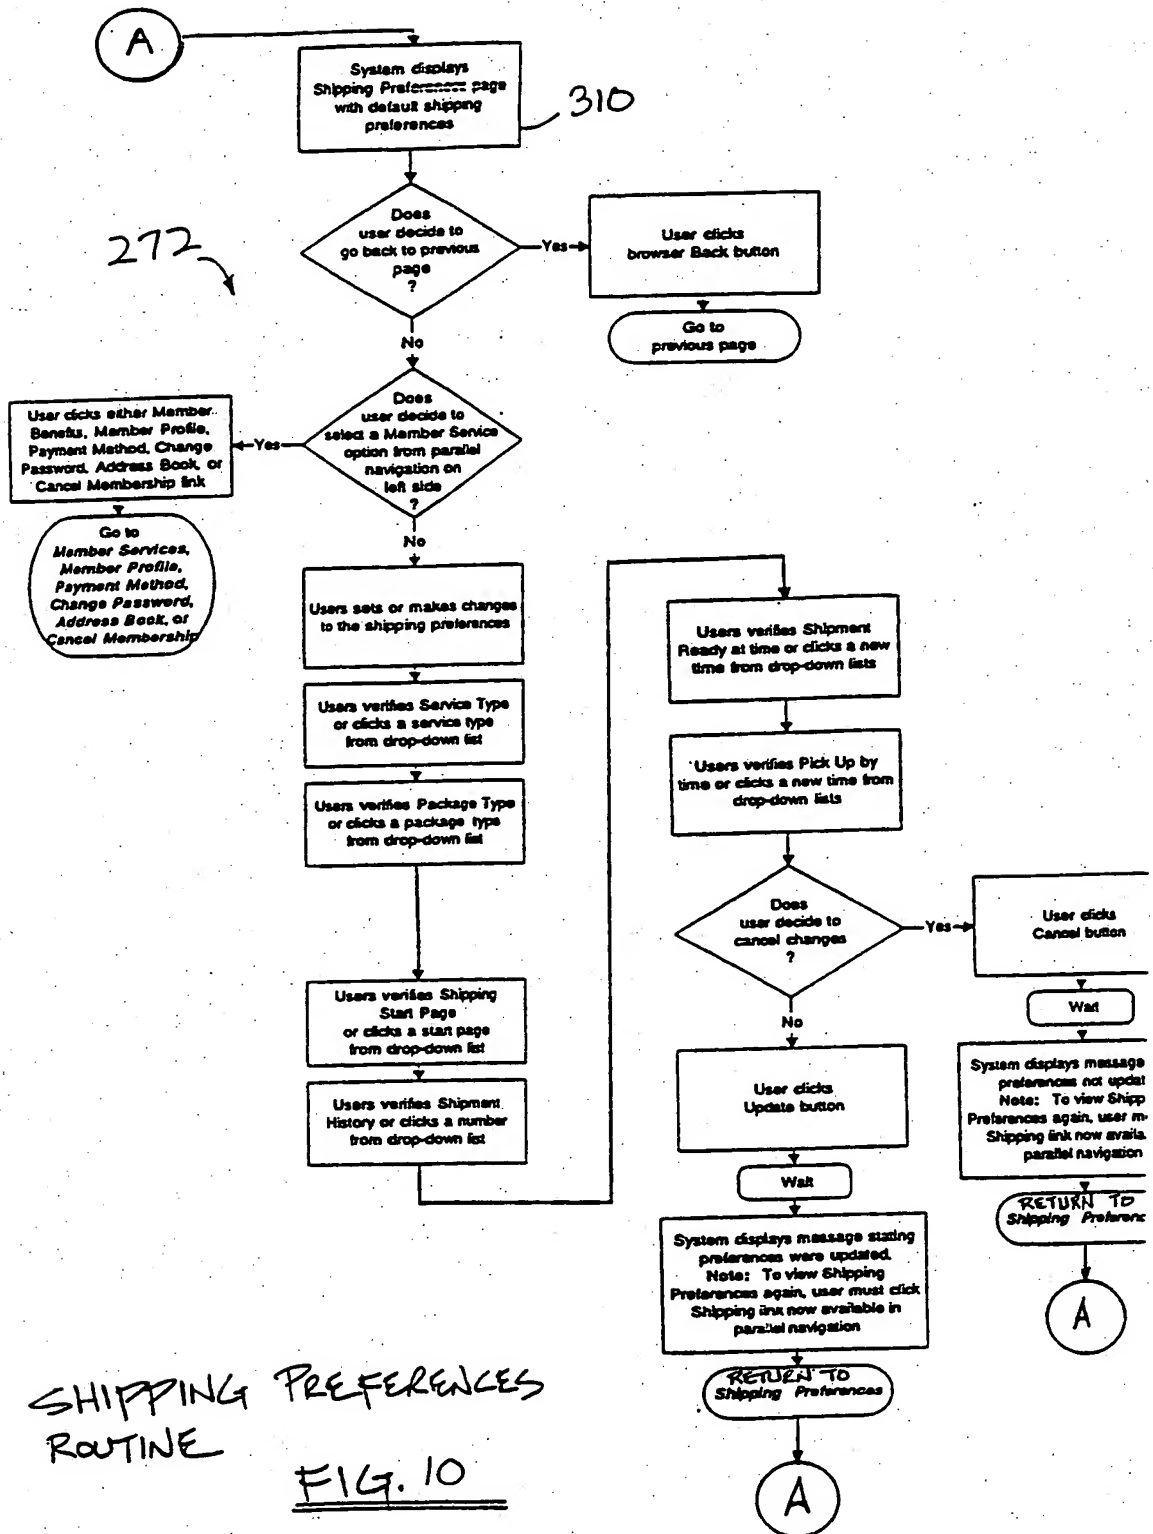 A
System displays
Shipping Preferences page
with default shipping
preferences
310
272
Does
user decide to
go back to previous
page
?
Yes
User clicks
browser Back button
Go to
previous page
No
Does
user decide to
select a Member Service
option from parallel
navigation on
left side
?
Yes
User clicks either Member
Benefits, Member Profile,
Payment Method, Change
Password, Address Book, or
Cancel Membership link
Go to
Member Services,
Member Profile,
Payment Method,
Change Password,
Address Book, or
Cancel Membership
No
Users sets or makes changes
to the shipping preferences
Users verifies Service Type
or clicks a service type
from drop-down list
Users verifies Package Type
or clicks a package type
from drop-down list
Users verifies Shipping
Start Page
or clicks a start page
from drop-down list
Users verifies Shipment
History or clicks a number
from drop-down list
Users verifies Shipment
Ready at time or clicks a new
time from drop-down lists
Users verifies Pick Up by
time or clicks a new time from
drop-down lists
Does
user decide to
cancel changes
?
Yes
User clicks
Cancel button
Wait
System displays message
preferences not updat
Note: To view Shipp
Preferences again, user m
Shipping link now availa
parallel navigation
RETURN TO
Shipping Preferenc
A
No
User clicks
Update button
Wait
System displays message stating
preferences were updated.
Note: To view Shipping
Preferences again, user must click
Shipping link now available in
parallel navigation
RETURN TO
Shipping Preferences
A
SHIPPING PREFERENCES
ROUTINE
FIG. 10